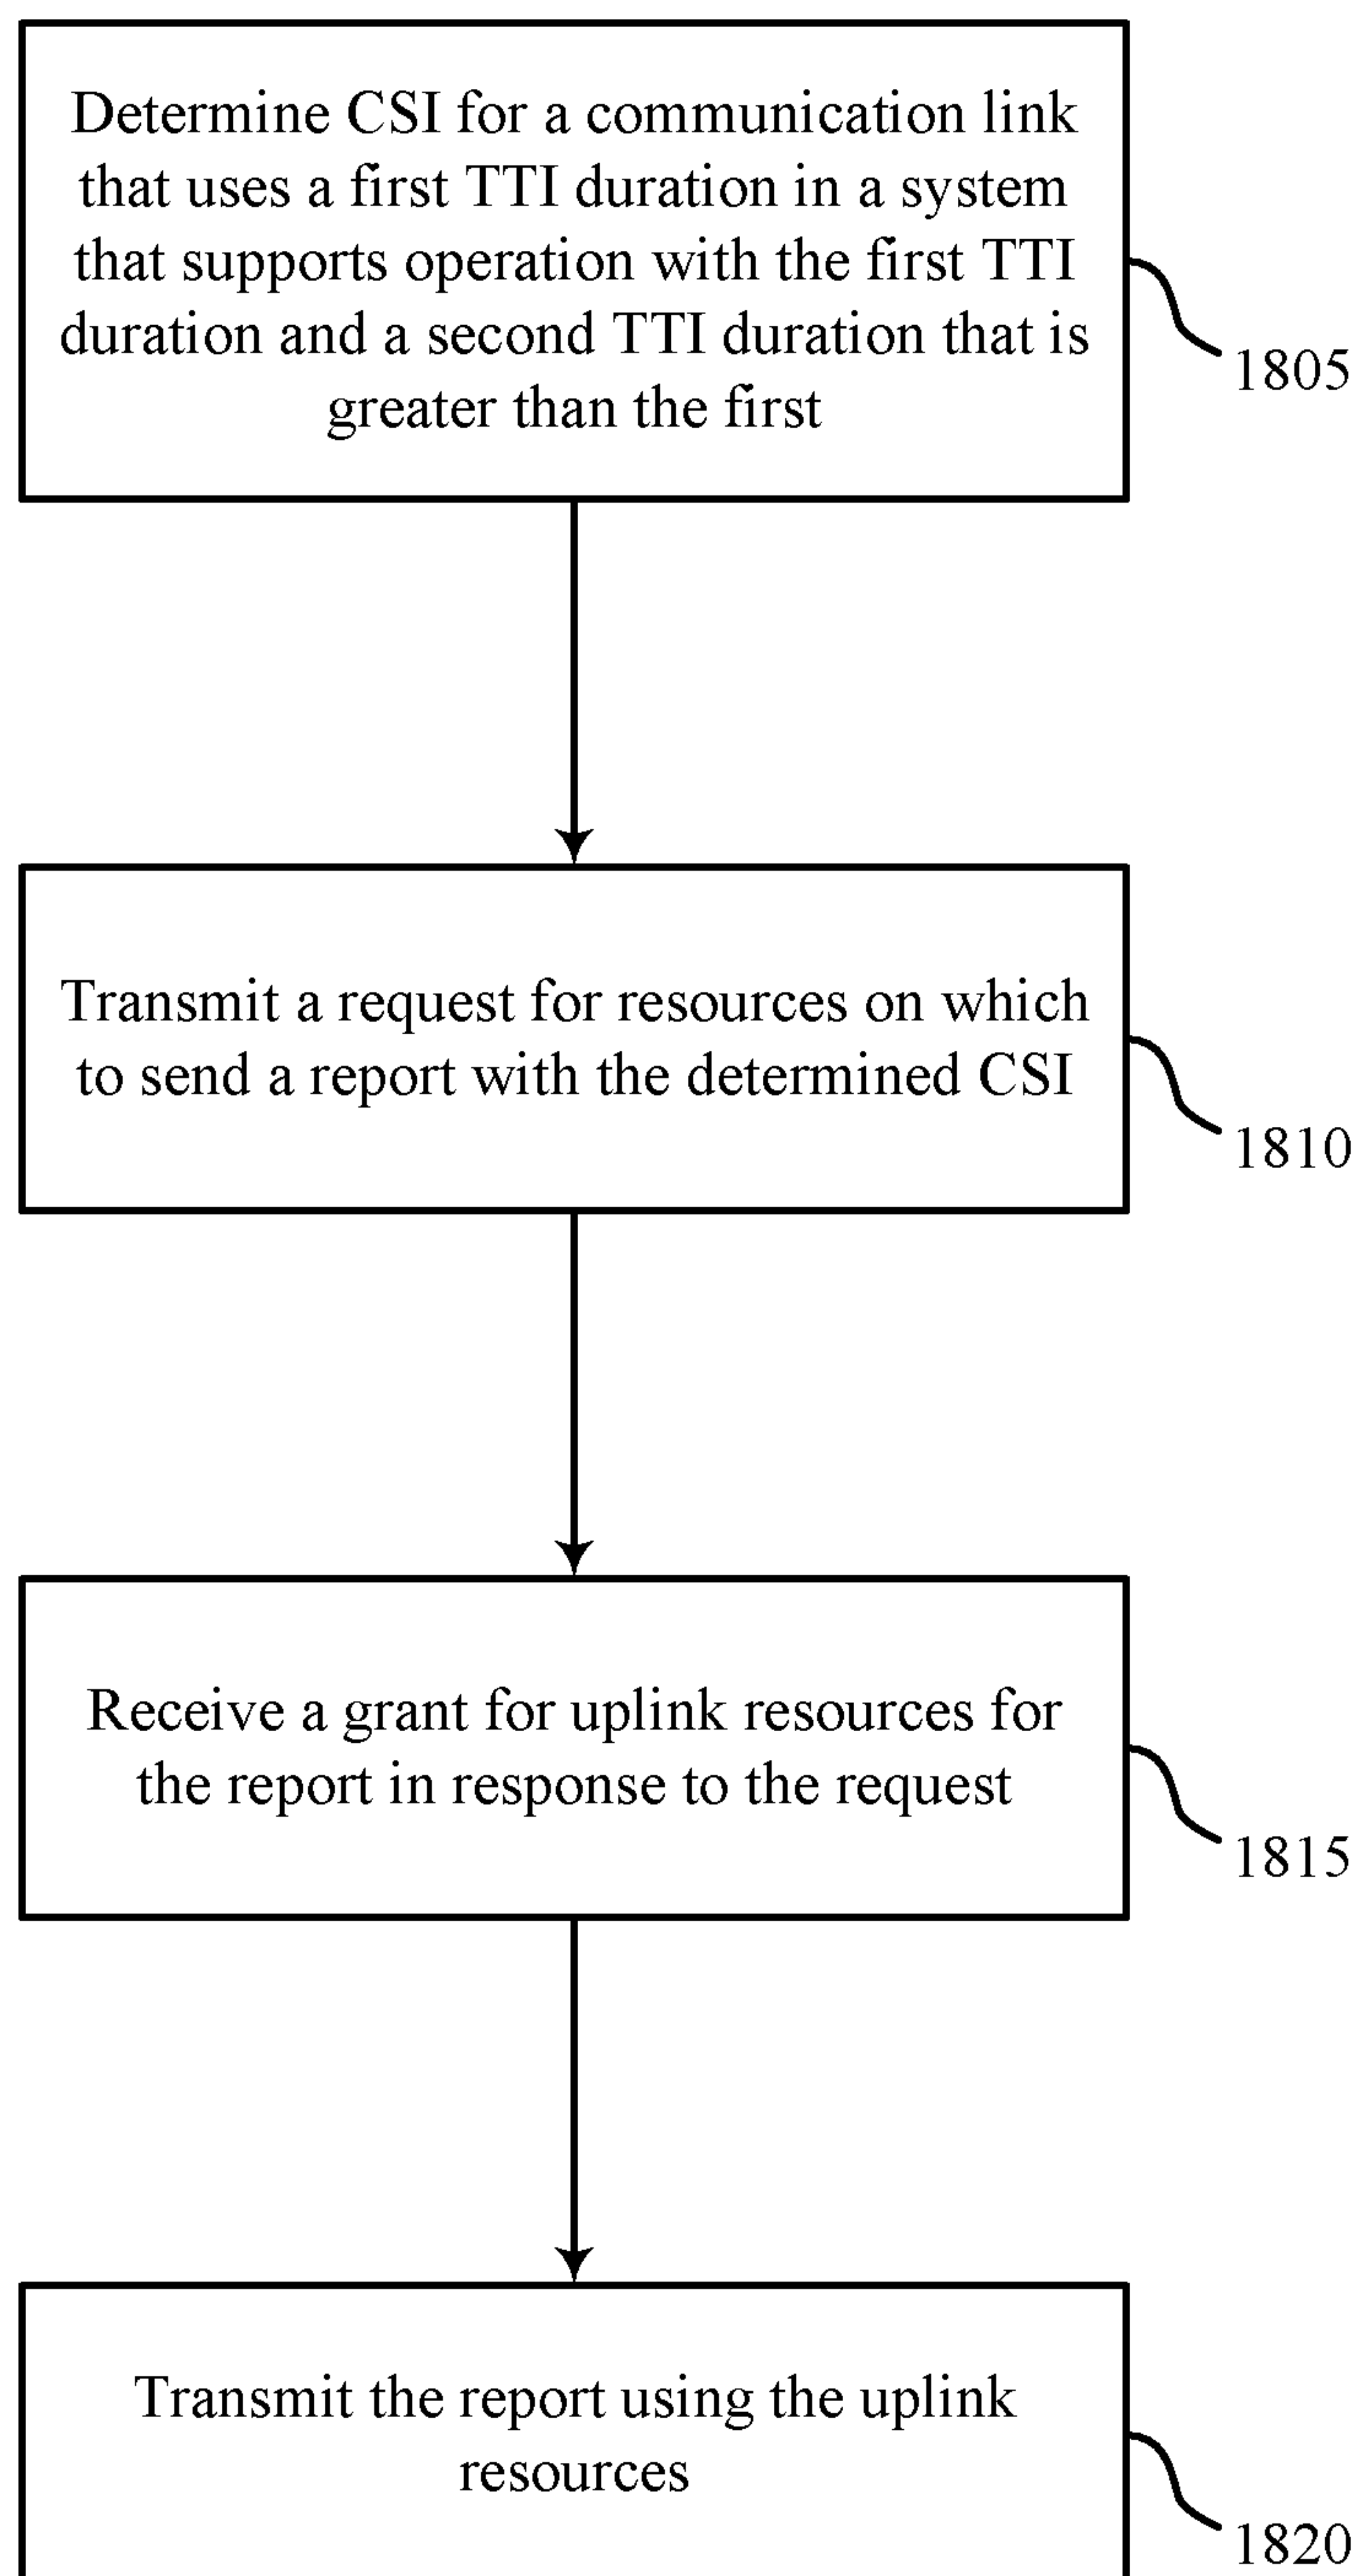 Determine CSI for a communication link
that uses a first TTI duration in a system
that supports operation with the first TTI
duration and a second TTI duration that is
greater than the first
1805
Transmit a request for resources on which
to send a report with the determined CSI
1810
Receive a grant for uplink resources for
the report in response to the request
1815
Transmit the report using the uplink
resources
1820